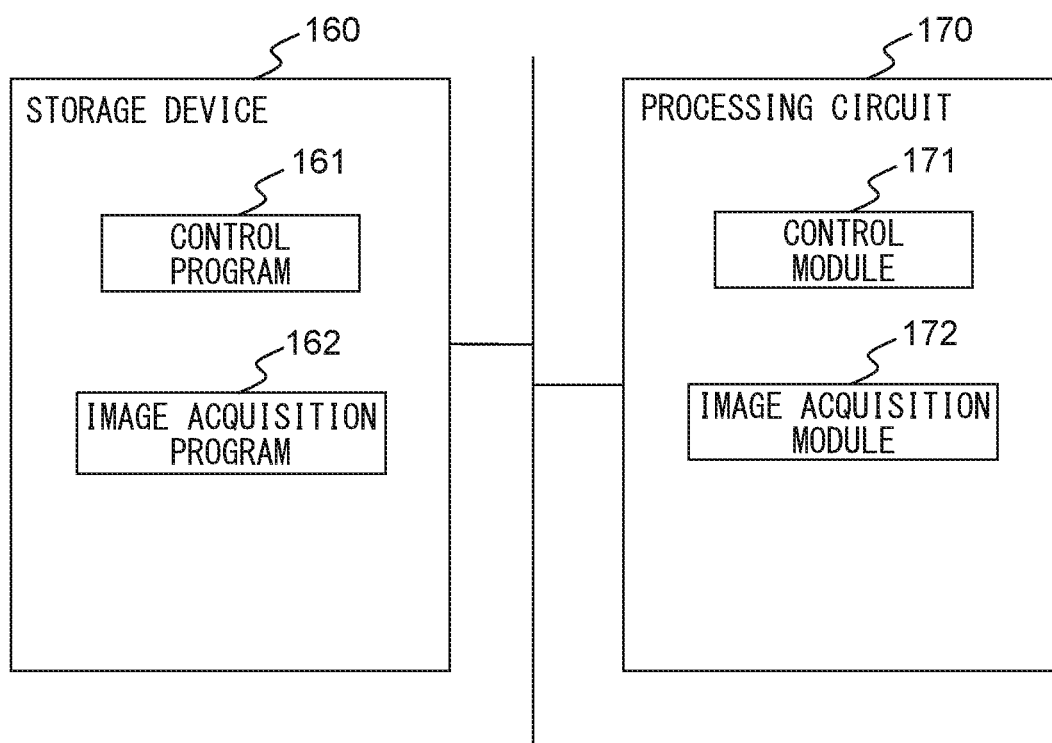 160
STORAGE DEVICE
161
CONTROL
PROGRAM
162
IMAGE ACQUISITION
PROGRAM
170
PROCESSING CIRCUIT
171
CONTROL
MODULE
172
IMAGE ACQUISITION
MODULE